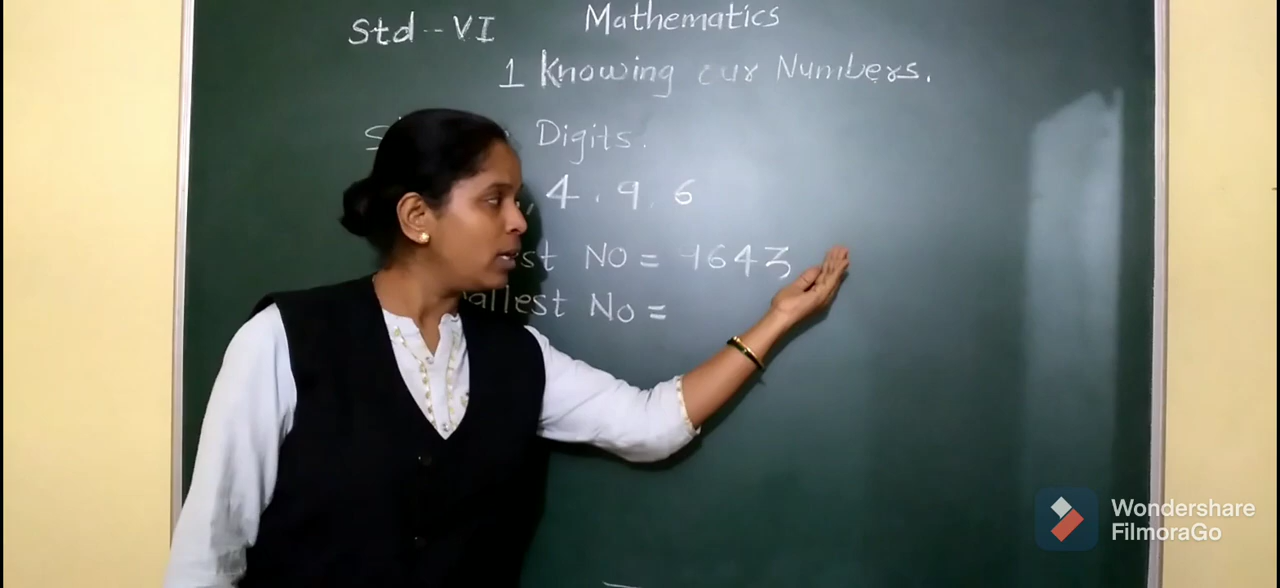 Std - VI Mathematics
1 Knowing our Numbers.
Digits.
4, 9, 6
st No = 9643
allest No =
Wondershare
FilmoraGo